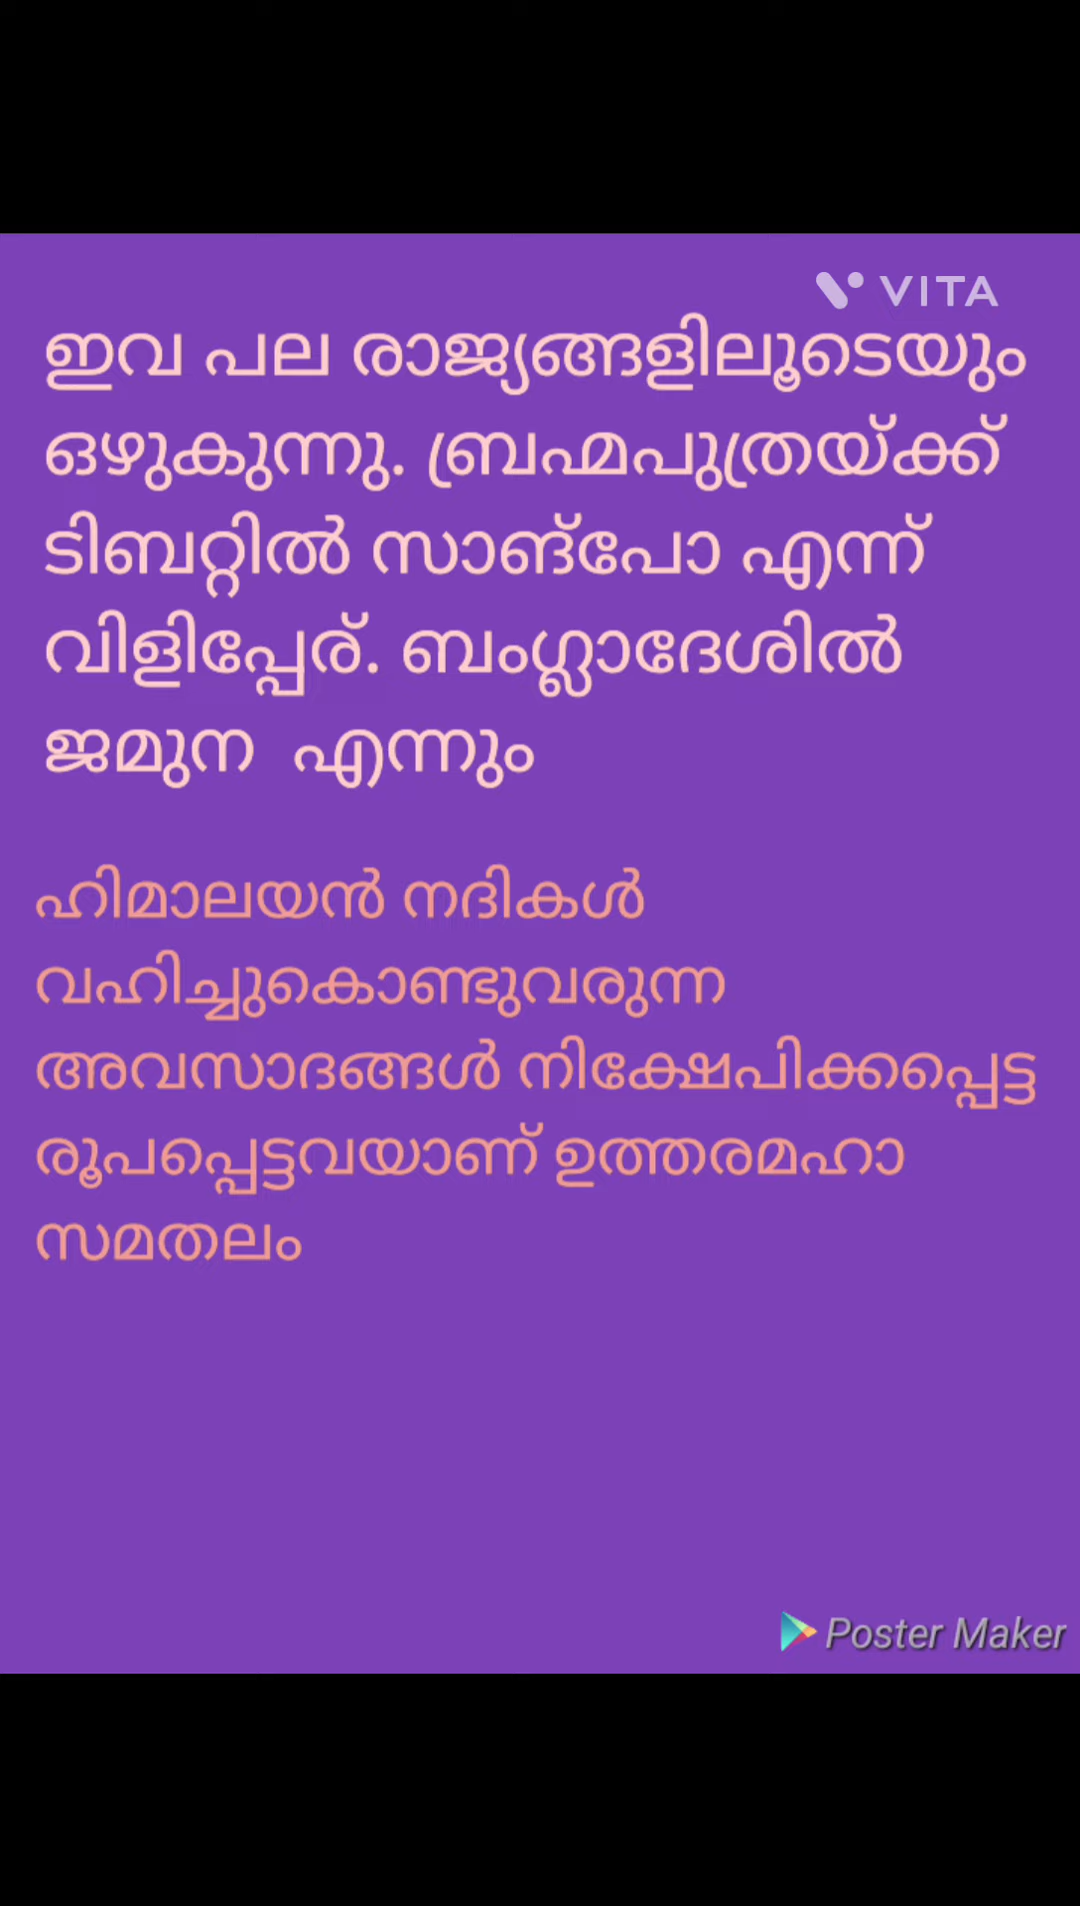 VITA
ഇവ പല രാജ്യങ്ങളിലൂടെയും
ഒഴുകുന്നു. ബ്രഹ്മപുത്രയ്ക്ക്
ടിബറ്റിൽ സാങ്പോ എന്ന്
വിളിപ്പേര്. ബംഗ്ലാദേശിൽ
ജമുന  എന്നും
ഹിമാലയൻ നദികൾ
വഹിച്ചുകൊണ്ടുവരുന്ന
അവസാദങ്ങൾ നിക്ഷേപിക്കപ്പെട്ട
രൂപപ്പെട്ടവയാണ് ഉത്തരമഹാ
സമതലം
Poster Maker